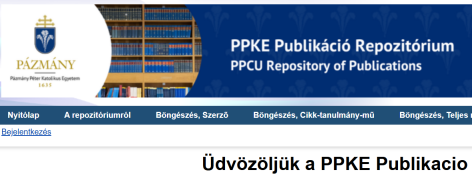 PÁZMÁNY
Pázmány Péter Katolikus Egyetem
1635
PPKE Publikáció Repozitórium
PPCU Repository of Publications
Nyitólap A repozitóriumról Böngészés, Szerző Böngészés, Cikk-tanulmány-mű Böngészés, Teljes
Bejelentkezés
Üdvözöljük a PPKE Publikacio